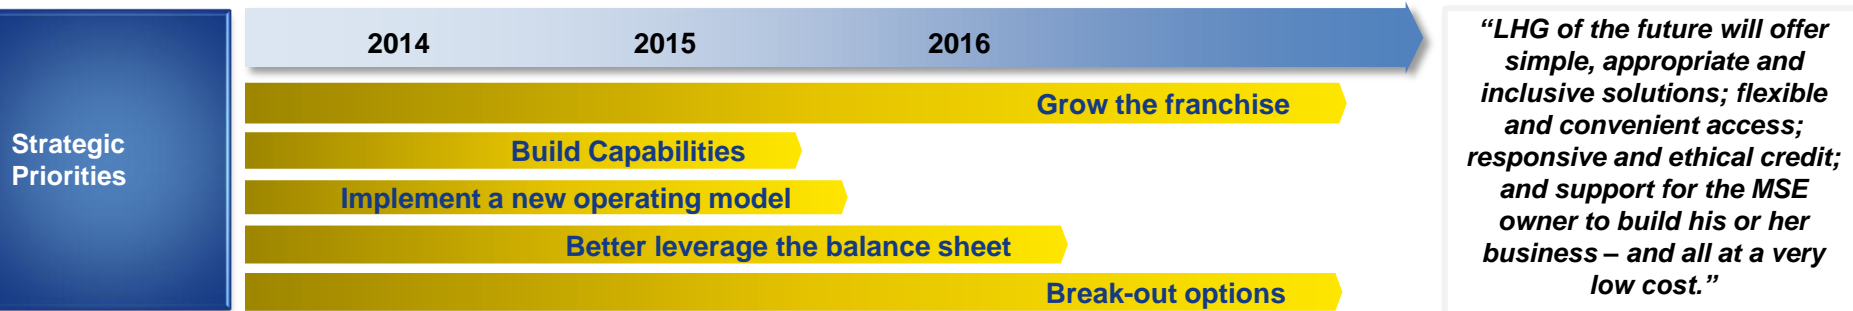 Strategic
Priorities
2014
2015
2016
Grow the franchise
Build Capabilities
Implement a new operating model
Better leverage the balance sheet
Break-out options
“LHG of the future will offer
simple, appropriate and
inclusive solutions; flexible
and convenient access;
responsive and ethical credit;
and support for the MSE
owner to build his or her
business – and all at a very
low cost.”